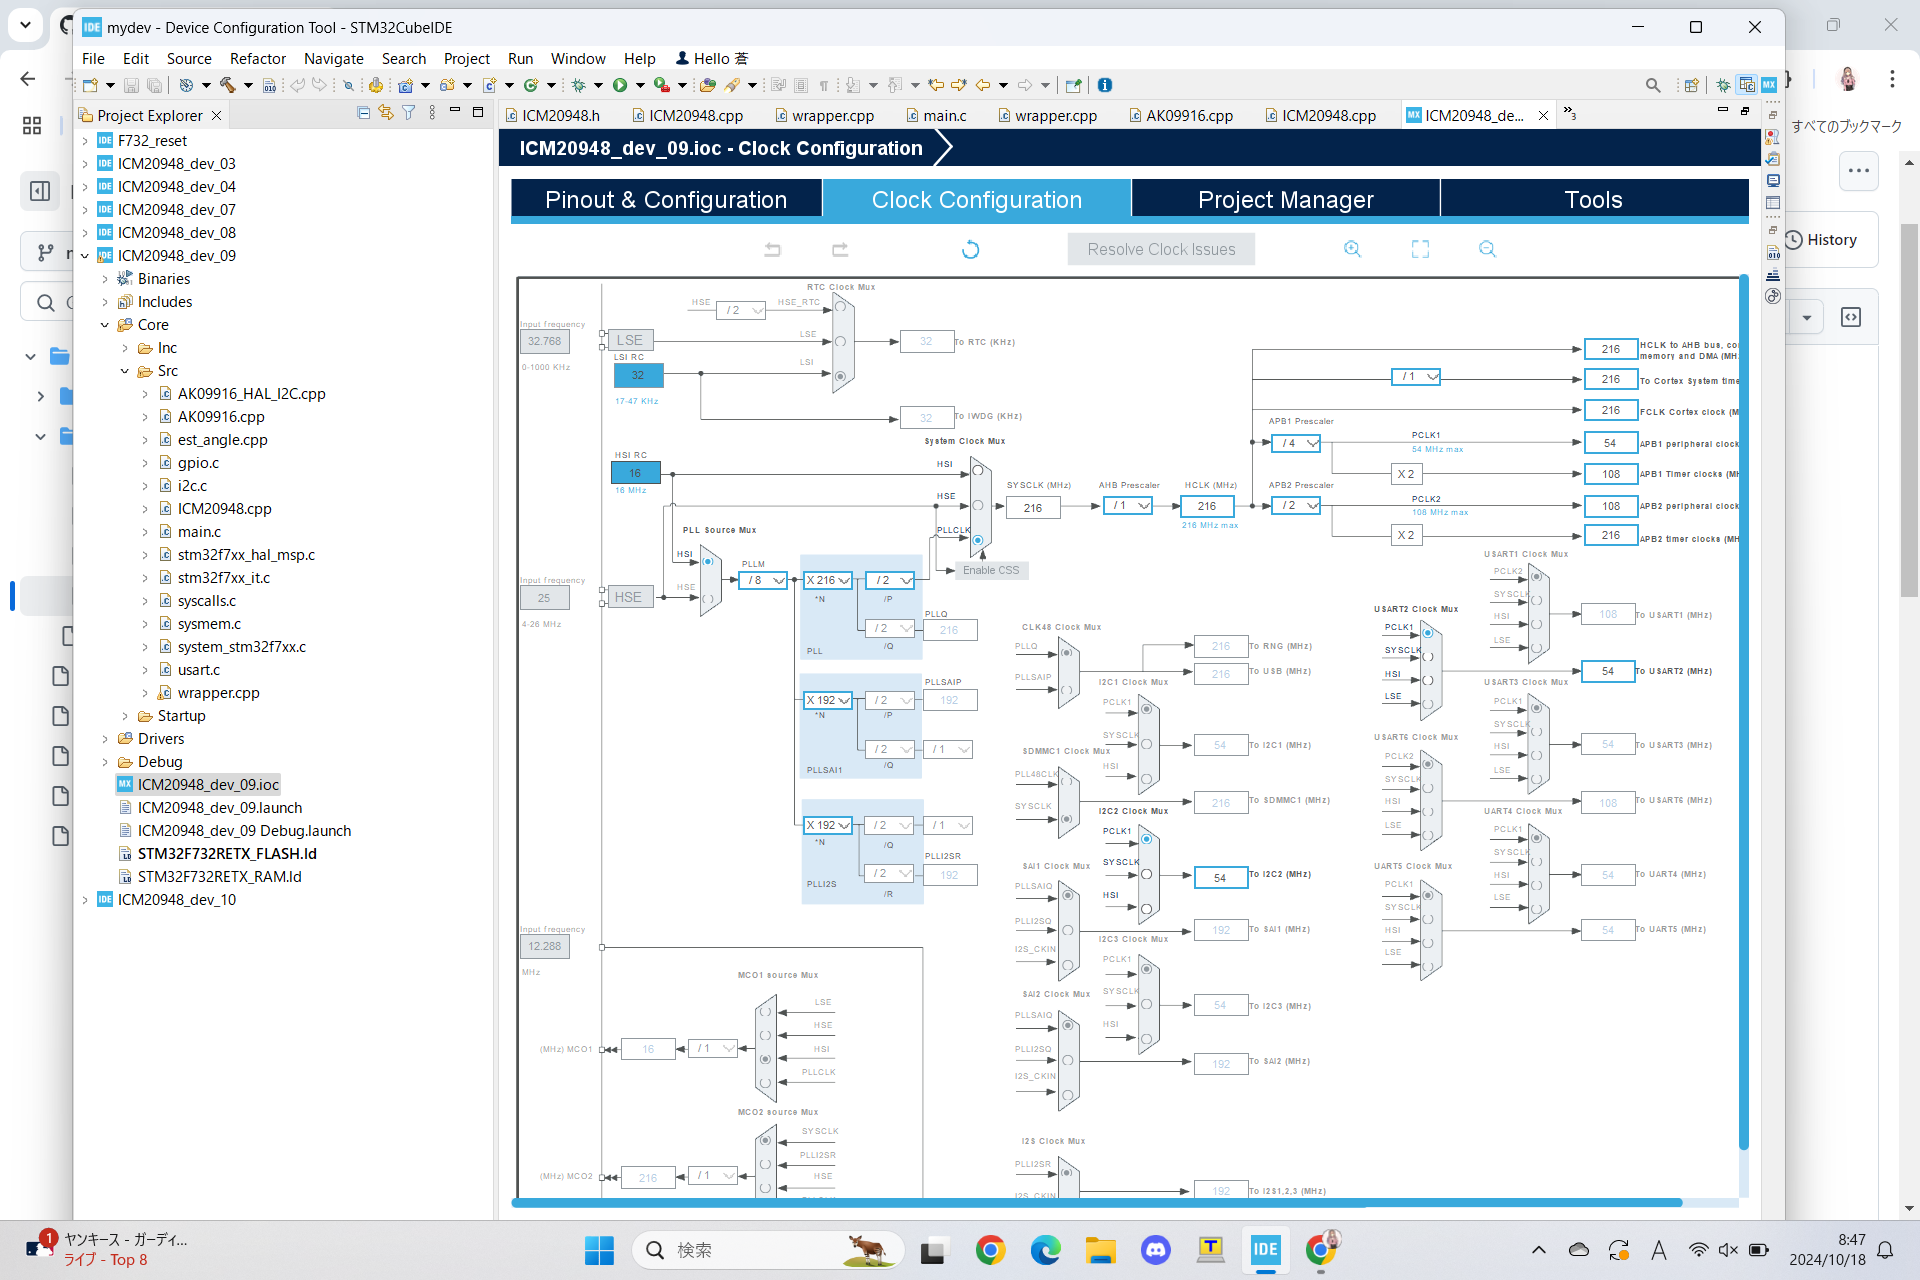 mydev - Device Configuration Tool - STM32CubeIDE
File Edit Source Refactor Navigate Search Project Run Window Help Hello 蒼
Project Explorer
ICM20948.h ICM20948.cpp wrapper.cpp main.c wrapper.cpp AK09916.cpp ICM20948.cpp ICM20948_de... 3
すべてのブックマーク
History
F732_reset
ICM20948_dev_03
ICM20948_dev_04
ICM20948_dev_07
ICM20948_dev_08
ICM20948_dev_09
Binaries
Includes
Core
Inc
Src
AK09916_HAL_I2C.cpp
AK09916.cpp
est_angle.cpp
gpio.c
i2c.c
ICM20948.cpp
main.c
stm32f7xx_hal_msp.c
stm32f7xx_it.c
syscalls.c
sysmem.c
system_stm32f7xx.c
usart.c
wrapper.cpp
Startup
Drivers
Debug
ICM20948_dev_09.ioc
ICM20948_dev_09.launch
ICM20948_dev_09 Debug.launch
STM32F732RETX_FLASH.ld
STM32F732RETX_RAM.ld
ICM20948_dev_10
ICM20948_dev_09.ioc - Clock Configuration
Pinout & Configuration Clock Configuration Project Manager Tools
Resolve Clock Issues
RTC Clock Mux
HSE / 2 HSE_RTC
Input frequency
32.768 LSE LSE 32 To RTC (KHz)
0-1000 KHz
LSI RC
32 LSI
17-47 KHz
32 To IWDG (KHz)
System Clock Mux
HSI RC
16 HSI
16 MHz
HSE
SYSCLK (MHz) AHB Prescaler HCLK (MHz)
216 / 1 216
216 MHz max
PLLCLK
Enable CSS
216 HCLK to AHB bus, co
memory and DMA (MH
/ 1 216 To Cortex System time
216 FCLK Cortex clock (M
APB1 Prescaler
/ 4 PCLK1 54 APB1 peripheral clock
54 MHz max
X 2 108 APB1 Timer clocks (MH
APB2 Prescaler
/ 2 PCLK2 108 APB2 peripheral clock
108 MHz max
X 2 216 APB2 timer clocks (MH
PLL Source Mux
HSI
HSE
Input frequency
25 HSE
4-26 MHz
PLLM
/ 8 X 216 / 2
*N /P
PLLQ
/ 2 216
/Q
PLL
PLLSAIP
X 192 / 2 192
*N /P
/ 2 / 1
/Q
PLLSAI1
X 192 / 2 / 1
*N /Q
PLLI2SR
/ 2 192
/R
PLLI2S
Input frequency
12.288
MHz
MCO1 source Mux
LSE
HSE
HSI
PLLCLK
(MHz) MCO1 16 / 1
MCO2 source Mux
SYSCLK
PLLI2SR
HSE
(MHz) MCO2 216 / 1
CLK48 Clock Mux
PLLQ
PLLSAIP
216 To RNG (MHz)
216 To USB (MHz)
I2C1 Clock Mux
PCLK1
SYSCLK
HSI
54 To I2C1 (MHz)
SDMMC1 Clock Mux
PLL48CLK
SYSCLK
216 To SDMMC1 (MHz)
I2C2 Clock Mux
PCLK1
SYSCLK
HSI
54 To I2C2 (MHz)
SAI1 Clock Mux
PLLSAIQ
PLLI2SQ
I2S_CKIN
192 To SAI1 (MHz)
I2C3 Clock Mux
PCLK1
SYSCLK
HSI
54 To I2C3 (MHz)
SAI2 Clock Mux
PLLSAIQ
PLLI2SQ
I2S_CKIN
192 To SAI2 (MHz)
I2S Clock Mux
PLLI2SR
I2S_CKIN
192 To I2S1,2,3 (MHz)
USART1 Clock Mux
PCLK2
SYSCLK
HSI
LSE
108 To USART1 (MHz)
USART2 Clock Mux
PCLK1
SYSCLK
HSI
LSE
54 To USART2 (MHz)
USART3 Clock Mux
PCLK1
SYSCLK
HSI
LSE
54 To USART3 (MHz)
USART6 Clock Mux
PCLK2
SYSCLK
HSI
LSE
108 To USART6 (MHz)
UART4 Clock Mux
PCLK1
SYSCLK
HSI
LSE
54 To UART4 (MHz)
UART5 Clock Mux
PCLK1
SYSCLK
HSI
LSE
54 To UART5 (MHz)
1
ヤンキース - ガーディ...
ライブ - Top 8
検索
IDE
A
8:47
2024/10/18